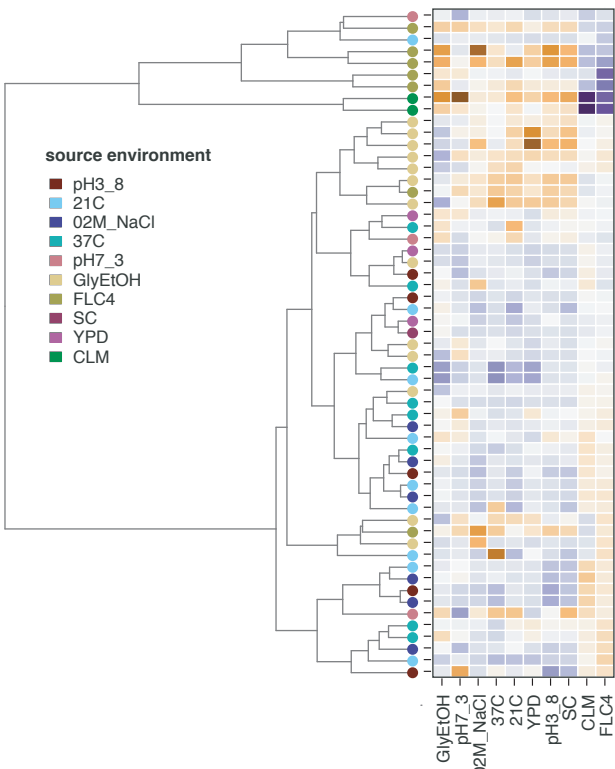 source environment
pH3_8
21C
02M_NaCl
37C
pH7_3
GlyEtOH
FLC4
SC
YPD
CLM
GlyEtOH
pH7_3
02M_NaCl
37C
21C
YPD
pH3_8
SC
CLM
FLC4